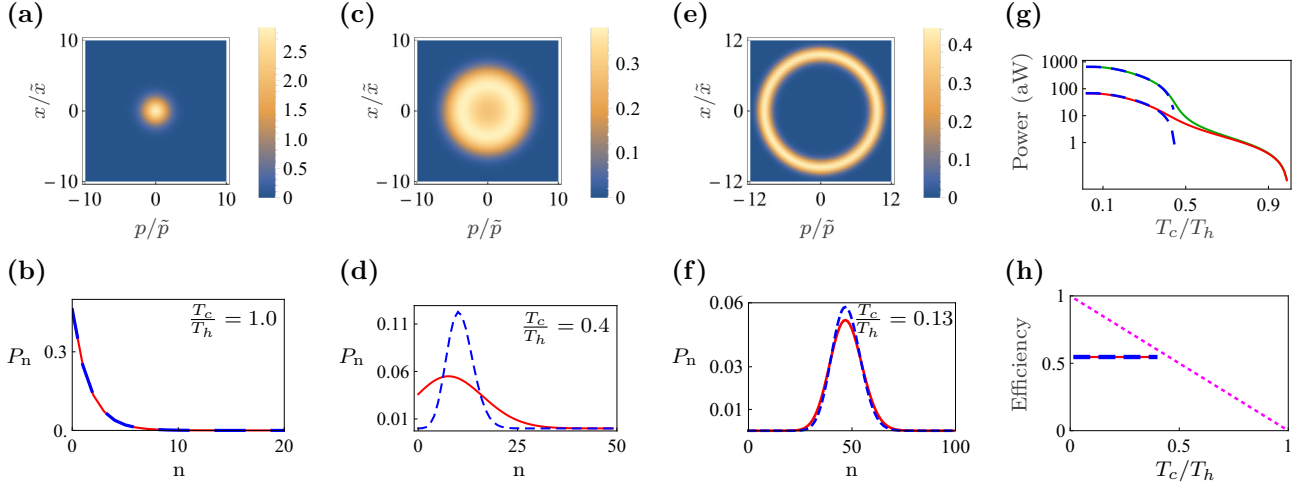 (a)
10
x/x̃
0
−10
−10 0 10
p/p̃
2.5
2.0
1.5
1.0
0.5
0
(c)
10
x/x̃
0
−10
−10 0 10
p/p̃
0.3
0.2
0.1
0
(e)
12
x/x̃
0
−12
−12 0 12
p/p̃
0.4
0.3
0.2
0.1
0
(g)
Power (aW)
1000
100
10
1
0.1 0.5 0.9
T_c/T_h
(b)
P_n
0.3
0.
0 10 20
n
T_c/T_h = 1.0
(d)
P_n
0.11
0.06
0.01
0 25 50
n
T_c/T_h = 0.4
(f)
P_n
0.06
0.03
0.01
0 50 100
n
T_c/T_h = 0.13
(h)
Efficiency
1
0.5
0
0 0.5 1
T_c/T_h